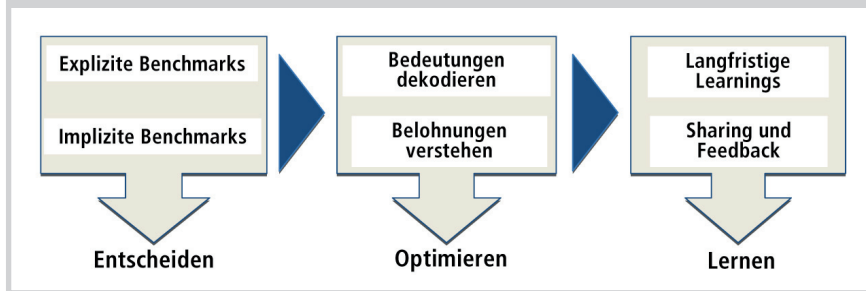 Explizite Benchmarks
Implizite Benchmarks
Entscheiden
Bedeutungen
dekodieren
Belohnungen
verstehen
Optimieren
Langfristige
Learnings
Sharing und
Feedback
Lernen